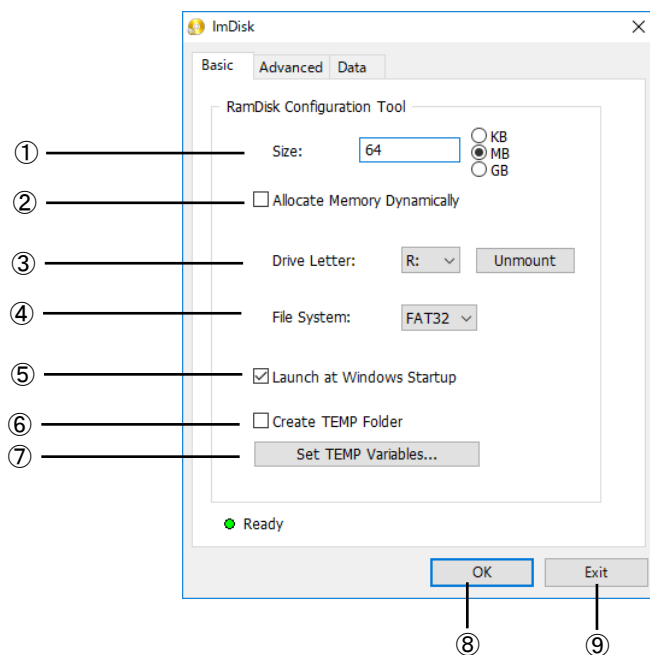 ImDisk
Basic Advanced Data
RamDisk Configuration Tool
KB
① Size: 64 MB
GB
② Allocate Memory Dynamically
③ Drive Letter: R: Unmount
④ File System: FAT32
⑤ Launch at Windows Startup
⑥ Create TEMP Folder
⑦ Set TEMP Variables...
Ready
OK Exit
⑧ ⑨